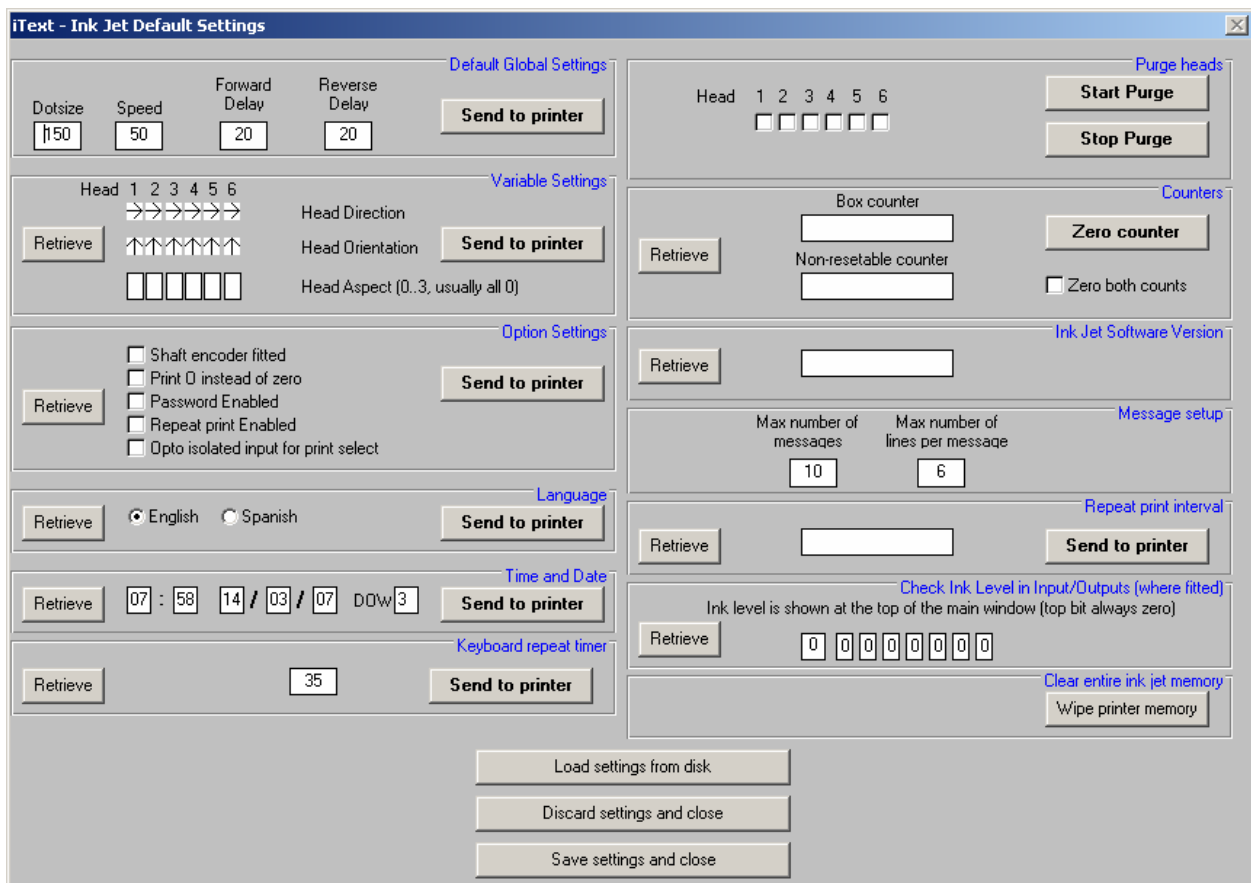 iText - Ink Jet Default Settings
Default Global Settings
Dotsize
Speed
Forward
Delay
Reverse
Delay
150
50
20
20
Send to printer
Variable Settings
Head 1 2 3 4 5 6
Head Direction
Retrieve
Head Orientation
Send to printer
Head Aspect (0..3, usually all 0)
Option Settings
Shaft encoder fitted
Print O instead of zero
Password Enabled
Repeat print Enabled
Opto isolated input for print select
Retrieve
Send to printer
Language
Retrieve
English
Spanish
Send to printer
Time and Date
Retrieve
07 : 58 14 / 03 / 07 DOW 3
Send to printer
Keyboard repeat timer
Retrieve
35
Send to printer
Purge heads
Head 1 2 3 4 5 6
Start Purge
Stop Purge
Counters
Box counter
Retrieve
Non-resetable counter
Zero counter
Zero both counts
Ink Jet Software Version
Retrieve
Message setup
Max number of
messages
Max number of
lines per message
10
6
Repeat print interval
Retrieve
Send to printer
Check Ink Level in Input/Outputs (where fitted)
Ink level is shown at the top of the main window (top bit always zero)
Retrieve
0 0 0 0 0 0 0 0
Clear entire ink jet memory
Wipe printer memory
Load settings from disk
Discard settings and close
Save settings and close